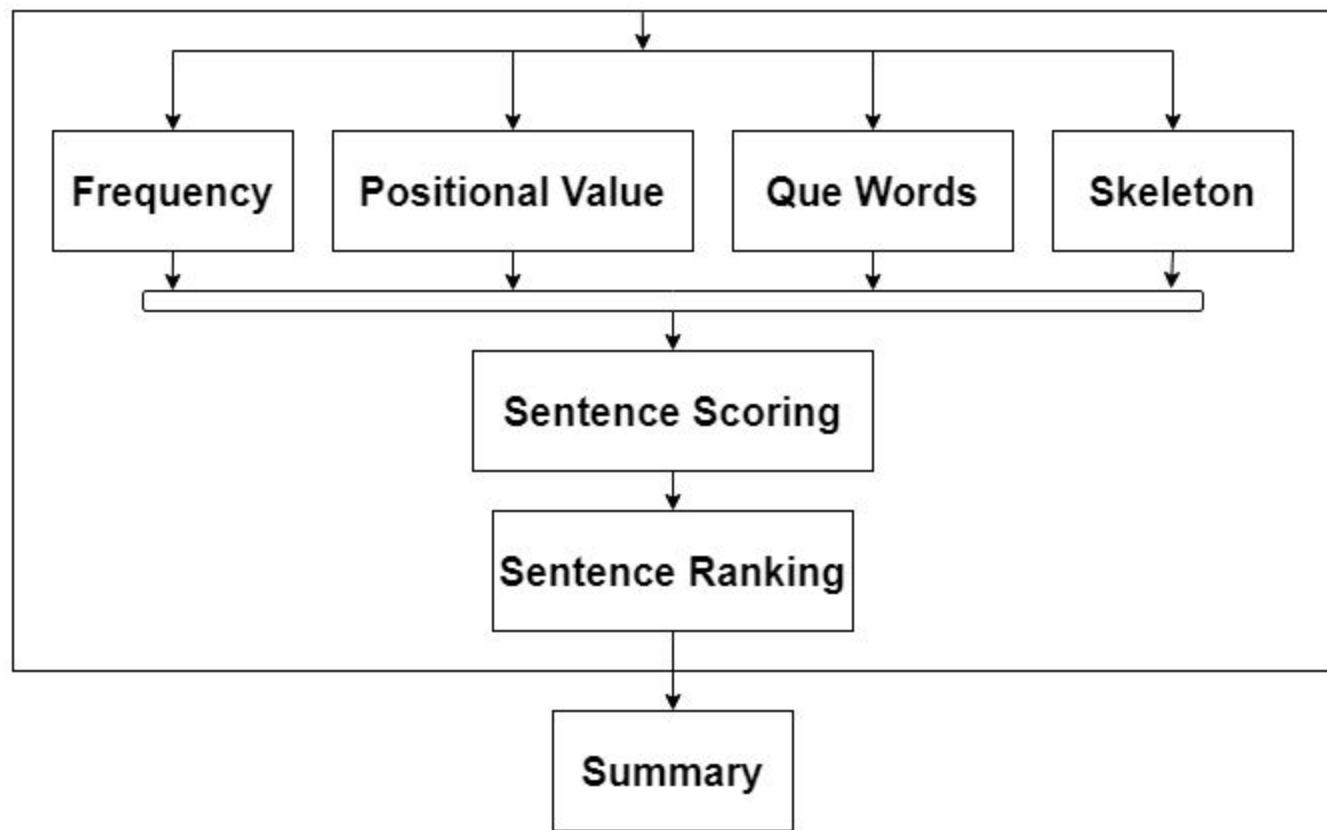 Frequency
Positional Value
Que Words
Skeleton
Sentence Scoring
Sentence Ranking
Summary